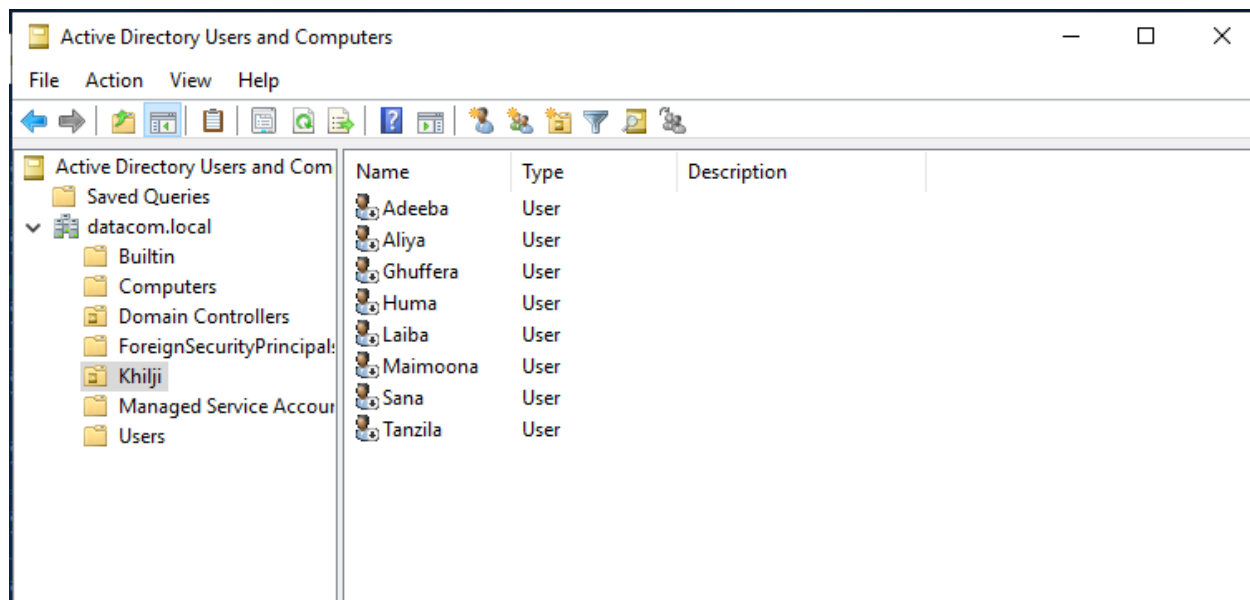 Active Directory Users and Computers
File Action View Help
Active Directory Users and Com
Saved Queries
datacom.local
Builtin
Computers
Domain Controllers
ForeignSecurityPrincipals
Khilji
Managed Service Accour
Users
Name Type Description
Adeeba User
Aliya User
Ghuffera User
Huma User
Laiba User
Maimoona User
Sana User
Tanzila User